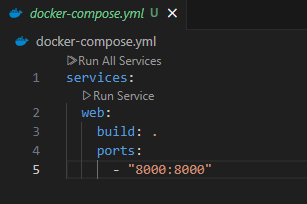 docker-compose.yml U ×
docker-compose.yml
Run All Services
1 services:
Run Service
2 web:
3 build: .
4 ports:
5 - "8000:8000"